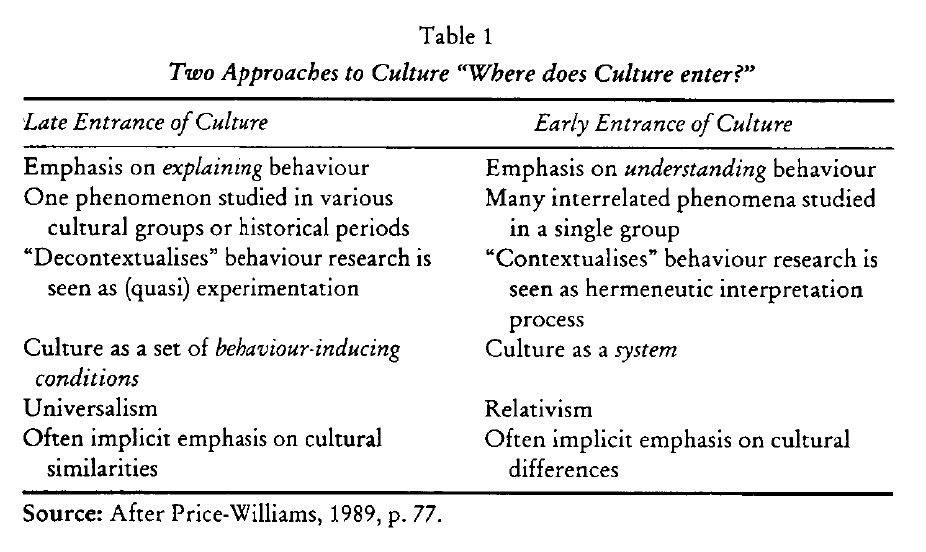 Table 1
Two Approaches to Culture “Where does Culture enter?”
Late Entrance of Culture
Early Entrance of Culture
Emphasis on explaining behaviour
Emphasis on understanding behaviour
One phenomenon studied in various
cultural groups or historical periods
Many interrelated phenomena studied
in a single group
“Decontextualises” behaviour research is
seen as (quasi) experimentation
“Contextualises” behaviour research is
seen as hermeneutic interpretation
process
Culture as a set of behaviour-inducing
conditions
Culture as a system
Universalism
Relativism
Often implicit emphasis on cultural
similarities
Often implicit emphasis on cultural
differences
Source: After Price-Williams, 1989, p. 77.